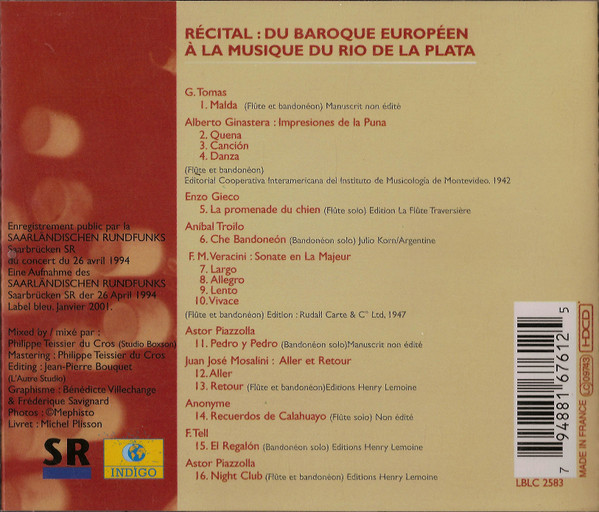 RÉCITAL : DU BAROQUE EUROPÉEN
À LA MUSIQUE DU RIO DE LA PLATA
G. Tomas
1. Malda (Flûte et bandonéon) Manuscrit non édité
Alberto Ginastera : Impresiones de la Puna
2. Quena
3. Canción
4. Danza
(Flûte et bandonéon)
Editorial Cooperativa Interamericana del Instituto de Musicología de Montevideo. 1942
Enzo Gieco
5. La promenade du chien (Flûte solo) Edition La Flûte Traversière
Anibal Troilo
6. Che Bandoneón (Bandonéon solo) Julio Korn/Argentine
F. M. Veracini : Sonate en La Majeur
7. Largo
8. Allegro
9. Lento
10. Vivace
(Flûte et bandonéon) Edition : Rudall Carte & C° Ltd, 1947
Astor Piazzolla
11. Pedro y Pedro (Bandonéon solo)Manuscrit non édité
Juan José Mosalini : Aller et Retour
12. Aller
13. Retour (Flûte et bandonéon)Editions Henry Lemoine
Anonyme
14. Recuerdos de Calahuayo (Flûte solo) Non édité
F. Tell
15. El Regalón (Bandonéon solo) Editions Henry Lemoine
Astor Piazzolla
16. Night Club (Flûte et bandonéon) Editions Henry Lemoine
Enregistrement public par la
SAARLÄNDISCHEN RUNDFUNKS
Saarbrücken SR
du concert du 26 avril 1994
Eine Aufnahme des
SAARLÄNDISCHEN RUNDFUNKS
Saarbrücken SR der 26 April 1994
Label bleu. Janvier 2001.
Mixed by / mixé par :
Philippe Teissier du Cros (Studio Boxson)
Mastering : Philippe Teissier du Cros
Editing : Jean-Pierre Bouquet
(L'Autre Studio)
Graphisme : Bénédicte Villechange
& Fréderique Savignard
Photos : ©Mephisto
Livret : Michel Plisson
SR
INDIGO
7 94881 67612 5
HDCD
LC 09743
MADE IN FRANCE
LBLC 2583